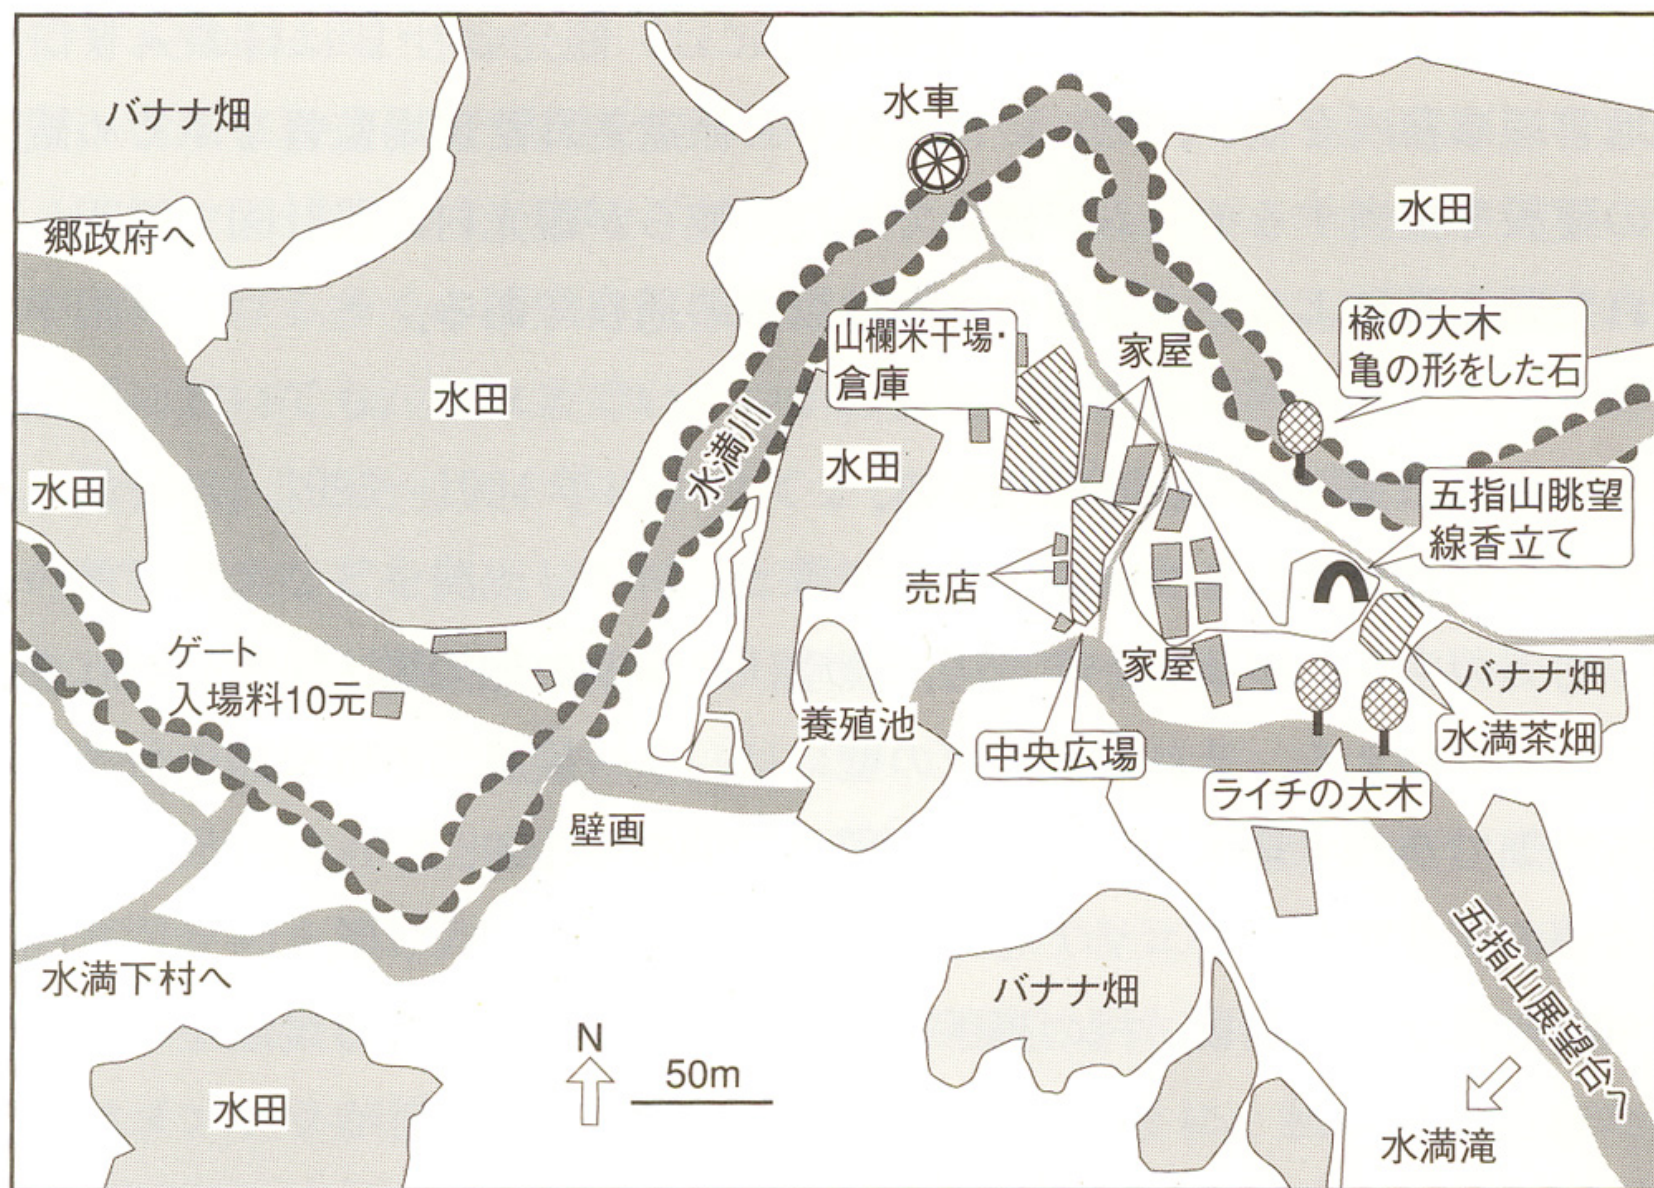 バナナ畑
水車
郷政府へ
水田
水田
山欄米干場・
倉庫
家屋
楡の大木
亀の形をした石
水田
水田
水満川
水田
五指山眺望
線香立て
売店
ゲート
入場料10元
家屋
バナナ畑
養殖池
中央広場
水満茶畑
ライチの大木
壁画
水満下村へ
バナナ畑
五指山展望台へ
N
50m
水田
水満滝